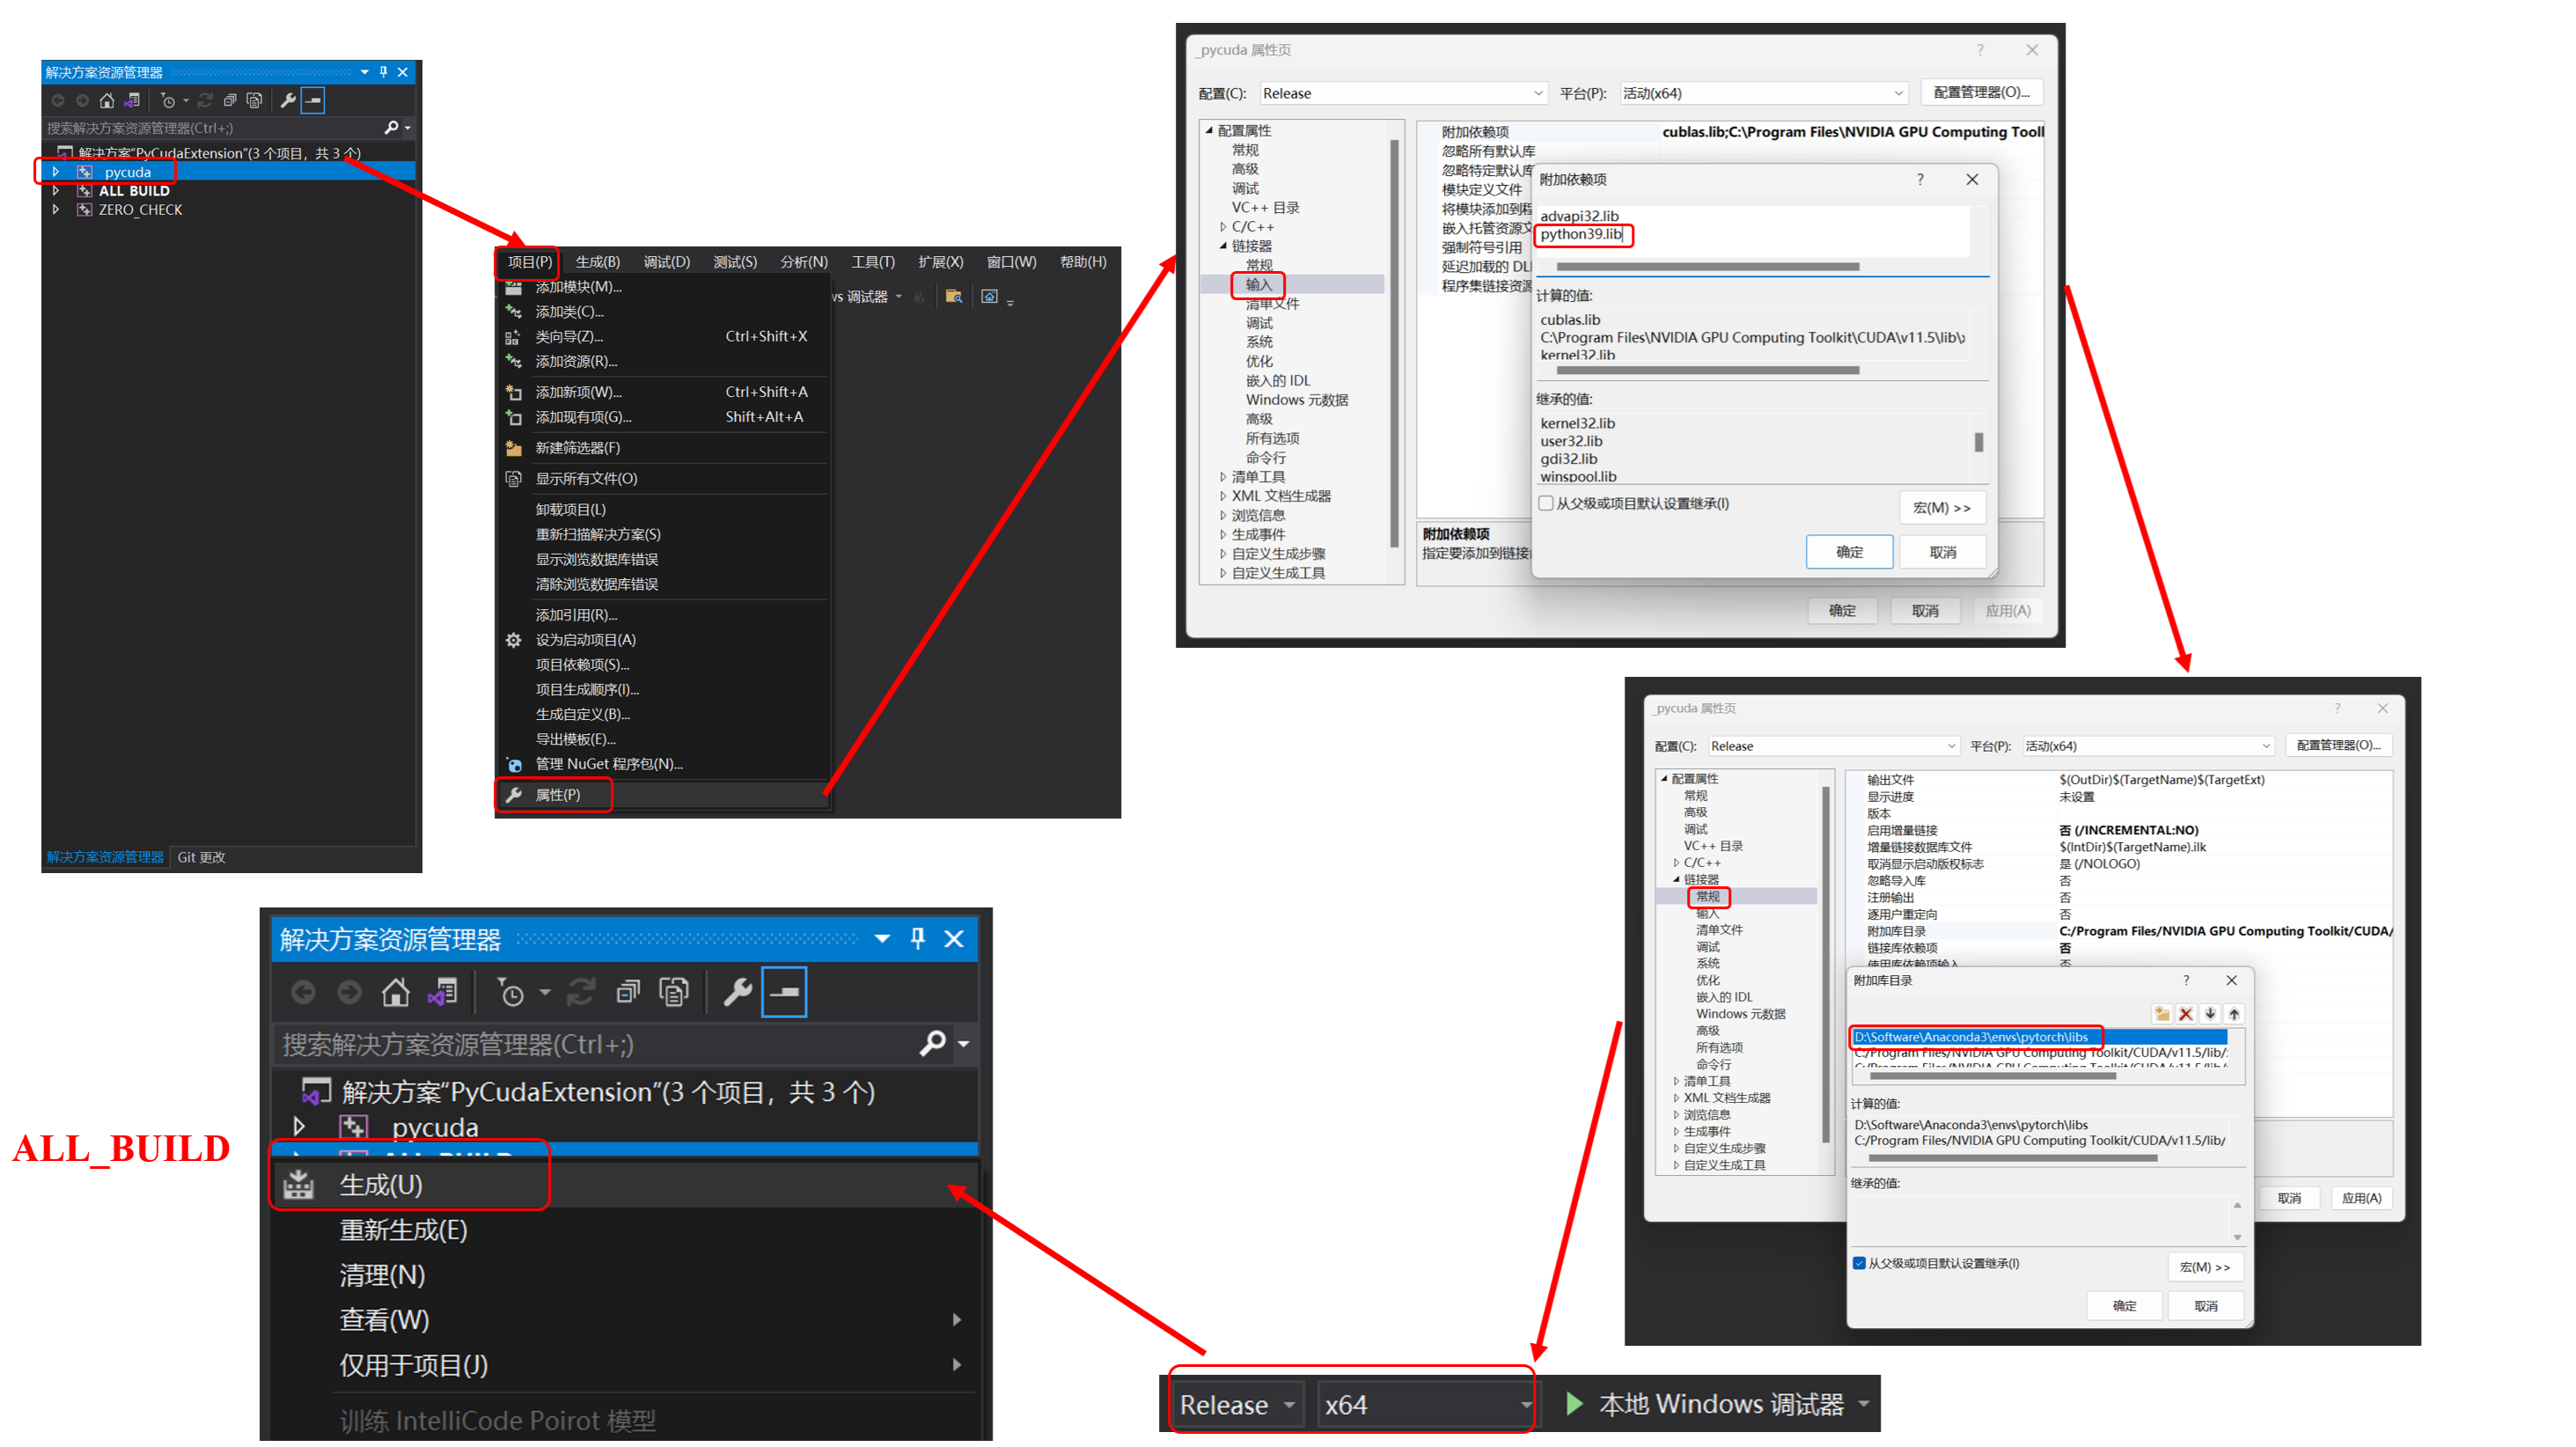 解决方案资源管理器
搜索解决方案资源管理器(Ctrl+;)
解决方案"PyCudaExtension"(3 个项目，共 3 个)
pycuda
ALL BUILD
ZERO_CHECK
解决方案资源管理器 Git 更改
项目(P) 生成(B) 调试(D) 测试(S) 分析(N) 工具(T) 扩展(X) 窗口(W) 帮助(H)
添加模块(M)...
调试器
添加类(C)...
类向导(Z)... Ctrl+Shift+X
添加资源(R)...
添加新项(W)... Ctrl+Shift+A
添加现有项(G)... Shift+Alt+A
新建筛选器(F)
显示所有文件(O)
卸载项目(L)
重新扫描解决方案(S)
显示浏览数据库错误
清除浏览数据库错误
添加引用(R)...
设为启动项目(A)
项目依赖项(S)...
项目生成顺序(I)...
生成自定义(B)...
导出模板(E)...
管理 NuGet 程序包(N)...
属性(P)
_pycuda 属性页
配置(C): Release 平台(P): 活动(x64) 配置管理器(O)...
配置属性
常规
高级
调试
VC++ 目录
C/C++
链接器
常规
输入
清单文件
调试
系统
优化
嵌入的 IDL
Windows 元数据
高级
所有选项
命令行
清单工具
XML 文档生成器
浏览信息
生成事件
自定义生成步骤
自定义生成工具
附加依赖项 cublas.lib;C:\Program Files\NVIDIA GPU Computing Tooll
忽略所有默认库
忽略特定默认库
模块定义文件
将模块添加到程
嵌入托管资源文
强制符号引用
延迟加载的 DLL
程序集链接资源
附加依赖项
指定要添加到链接
附加依赖项
advapi32.lib
python39.lib
计算的值:
cublas.lib
C:\Program Files\NVIDIA GPU Computing Toolkit\CUDA\v11.5\lib\
kernel32.lib
继承的值:
kernel32.lib
user32.lib
gdi32.lib
winspool.lib
从父级或项目默认设置继承(I)
宏(M) >>
确定 取消
确定 取消 应用(A)
_pycuda 属性页
配置(C): Release 平台(P): 活动(x64) 配置管理器(O)...
配置属性
常规
高级
调试
VC++ 目录
C/C++
链接器
常规
输入
清单文件
调试
系统
优化
嵌入的 IDL
Windows 元数据
高级
所有选项
命令行
清单工具
XML 文档生成器
浏览信息
生成事件
自定义生成步骤
自定义生成工具
输出文件 $(OutDir)$(TargetName)$(TargetExt)
显示进度 未设置
版本
启用增量链接 否 (/INCREMENTAL:NO)
增量链接数据库文件 $(IntDir)$(TargetName).ilk
取消显示启动版权标志 是 (/NOLOGO)
忽略导入库 否
注册输出 否
逐用户重定向 否
附加库目录 C:/Program Files/NVIDIA GPU Computing Toolkit/CUDA/
链接库依赖项 否
使用库依赖项输入 否
附加库目录
D:\Software\Anaconda3\envs\pytorch\libs
C:/Program Files/NVIDIA GPU Computing Toolkit/CUDA/v11.5/lib/
C:/Program Files/NVIDIA GPU Computing Toolkit/CUDA/v11.5/lib/
计算的值:
D:\Software\Anaconda3\envs\pytorch\libs
C:/Program Files/NVIDIA GPU Computing Toolkit/CUDA/v11.5/lib/
继承的值:
从父级或项目默认设置继承(I)
宏(M) >>
确定 取消
取消 应用(A)
Release x64 本地 Windows 调试器
ALL_BUILD
解决方案资源管理器
搜索解决方案资源管理器(Ctrl+;)
解决方案"PyCudaExtension"(3 个项目，共 3 个)
pycuda
生成(U)
重新生成(E)
清理(N)
查看(W)
仅用于项目(J)
训练 IntelliCode Poirot 模型